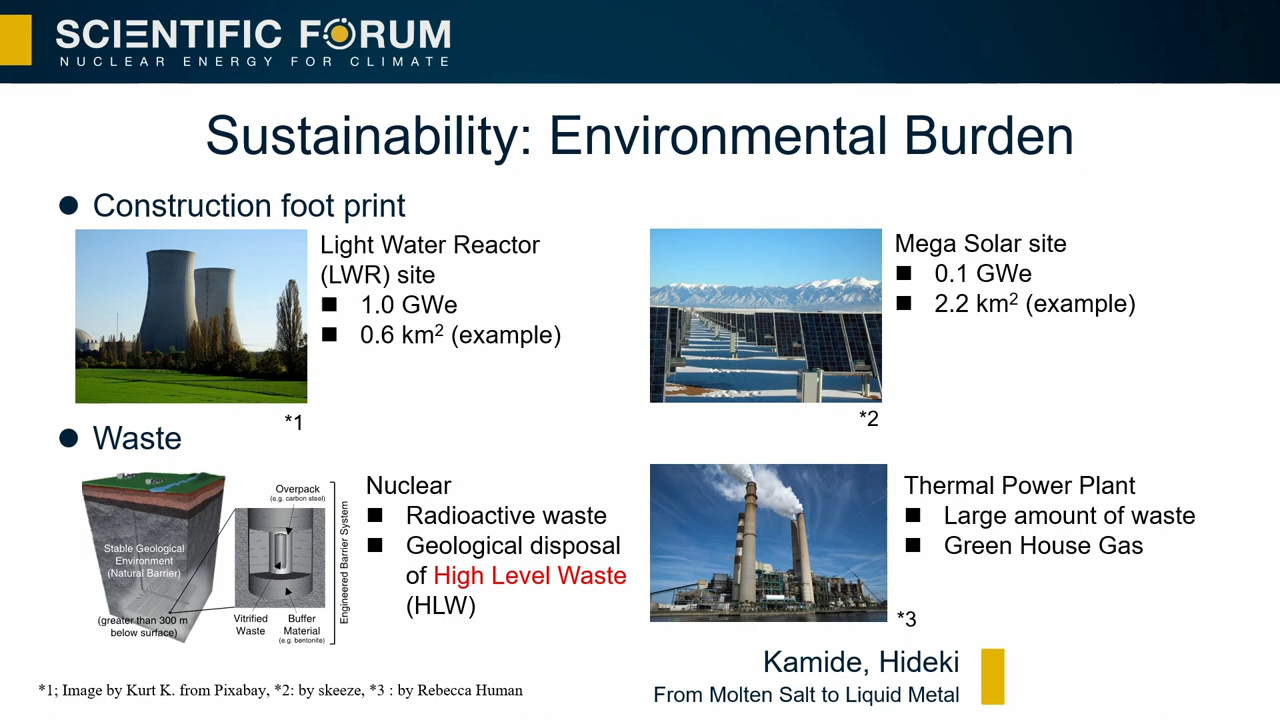 SCIENTIFIC FORUM
NUCLEAR ENERGY FOR CLIMATE
Sustainability: Environmental Burden
Construction foot print
Light Water Reactor
(LWR) site
1.0 GWe
0.6 km² (example)
*1
Mega Solar site
0.1 GWe
2.2 km² (example)
*2
Waste
Stable Geological
Environment
(Natural Barrier)
(greater than 300 m
below surface)
Overpack
(e.g. carbon steel)
Vitrified
Waste
Buffer
Material
(e.g. bentonite)
Engineered Barrier System
Nuclear
Radioactive waste
Geological disposal
of High Level Waste
(HLW)
Thermal Power Plant
Large amount of waste
Green House Gas
*3
Kamide, Hideki
From Molten Salt to Liquid Metal
*1; Image by Kurt K. from Pixabay, *2: by skeeze, *3 : by Rebecca Human